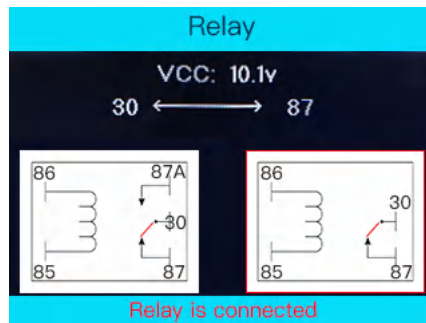 Relay
VCC: 10.1v
30 87
86 87A
30
85 87
86
30
85 87
Relay is connected